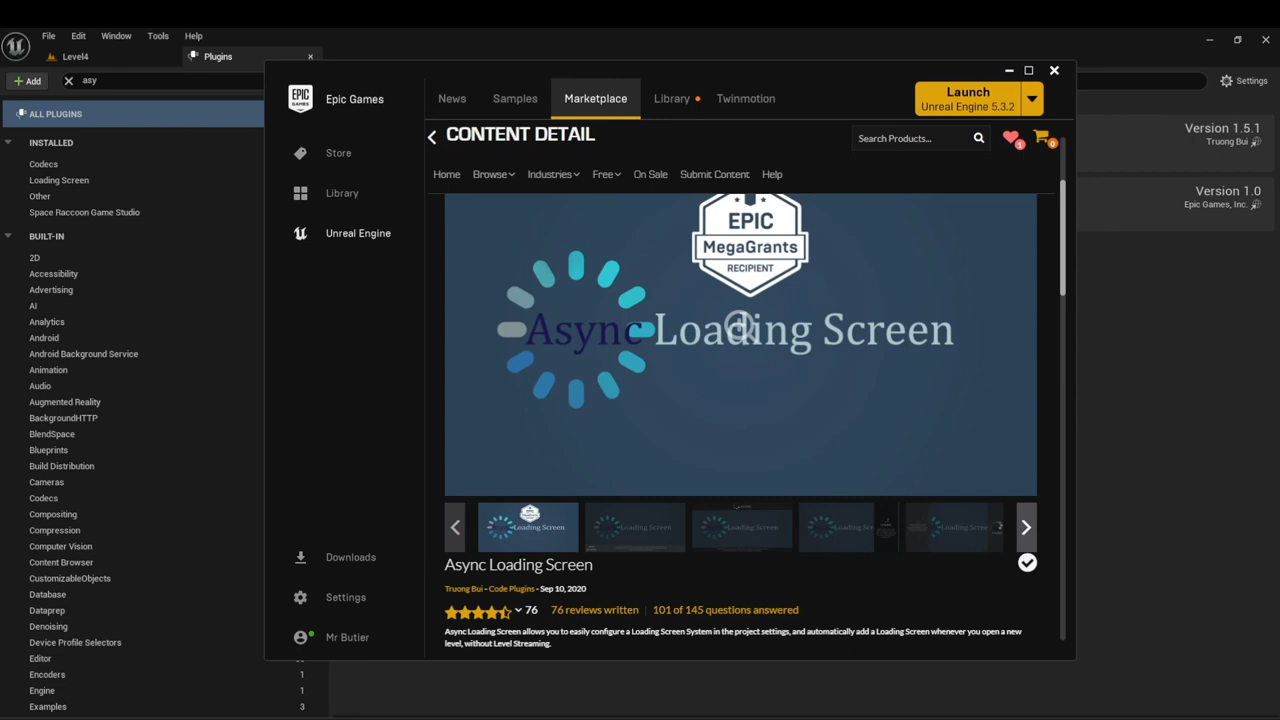 File Edit Window Tools Help
Level4
Plugins
Add
asy
Settings
ALL PLUGINS
INSTALLED
Codecs
Loading Screen
Other
Space Raccoon Game Studio
BUILT-IN
2D
Accessibility
Advertising
AI
Analytics
Android
Android Background Service
Animation
Audio
Augmented Reality
BackgroundHTTP
BlendSpace
Blueprints
Build Distribution
Cameras
Codecs
Compositing
Compression
Computer Vision
Content Browser
CustomizableObjects
Database
Dataprep
Denoising
Device Profile Selectors
Editor
Encoders 1
Engine 1
Examples 3
EPIC GAMES
Epic Games
Store
Library
Unreal Engine
Downloads
Settings
Mr Butier
News Samples Marketplace Library Twinmotion
Launch
Unreal Engine 5.3.2
CONTENT DETAIL
Search Products...
1
0
Home Browse Industries Free On Sale Submit Content Help
EPIC
MegaGrants
RECIPIENT
Async Loading Screen
Async Loading Screen
Truong Bui - Code Plugins - Sep 10, 2020
76 76 reviews written 101 of 145 questions answered
Async Loading Screen allows you to easily configure a Loading Screen System in the project settings, and automatically add a Loading Screen whenever you open a new
level, without Level Streaming.
Version 1.5.1
Truong Bui
Version 1.0
Epic Games, Inc.